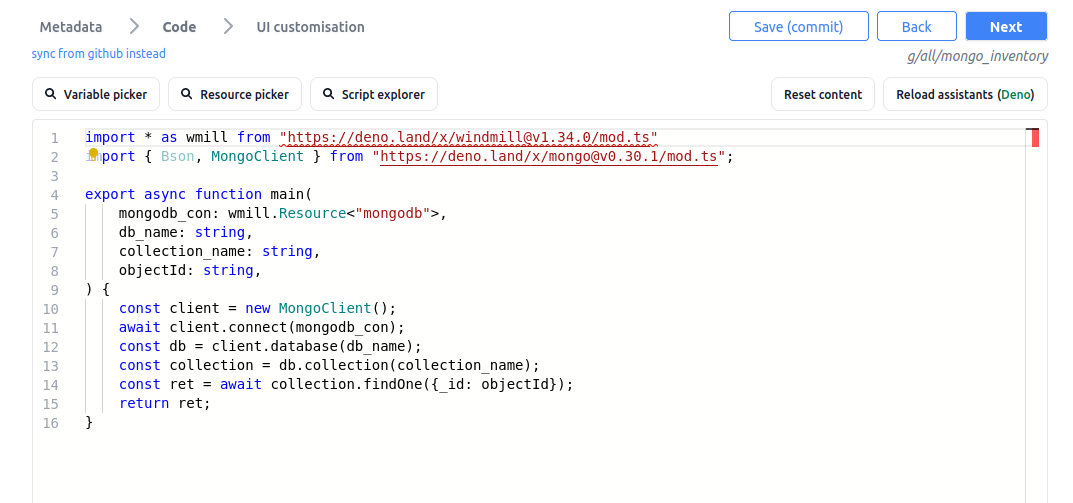 Metadata > Code > UI customisation Save (commit) Back Next
sync from github instead g/all/mongo_inventory
Variable picker Resource picker Script explorer Reset content Reload assistants (Deno)
1 import * as wmill from "https://deno.land/x/windmill@v1.34.0/mod.ts"
2 import { Bson, MongoClient } from "https://deno.land/x/mongo@v0.30.1/mod.ts";
3
4 export async function main(
5     mongodb_con: wmill.Resource<"mongodb">,
6     db_name: string,
7     collection_name: string,
8     objectId: string,
9 ) {
10     const client = new MongoClient();
11     await client.connect(mongodb_con);
12     const db = client.database(db_name);
13     const collection = db.collection(collection_name);
14     const ret = await collection.findOne({_id: objectId});
15     return ret;
16 }